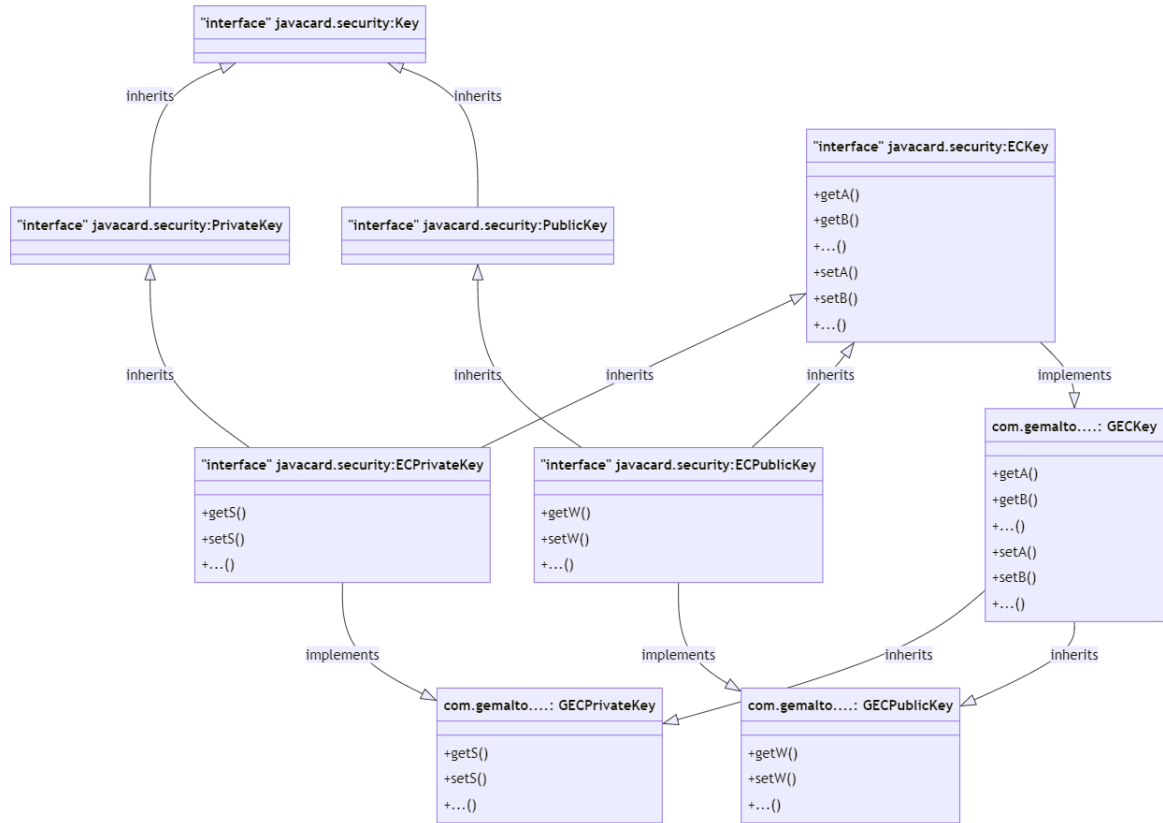 "interface" javacard.security:Key
inherits
inherits
"interface" javacard.security:ECKey
+getA()
+getB()
+...()
+setA()
+setB()
+...()
"interface" javacard.security:PrivateKey
"interface" javacard.security:PublicKey
inherits
inherits
inherits
inherits
implements
"interface" javacard.security:ECPrivateKey
+getS()
+setS()
+...()
"interface" javacard.security:ECPublicKey
+getW()
+setW()
+...()
com.gemalto....: GECKey
+getA()
+getB()
+...()
+setA()
+setB()
+...()
implements
implements
inherits
inherits
com.gemalto....: GECPrivateKey
+getS()
+setS()
+...()
com.gemalto....: GECPublicKey
+getW()
+setW()
+...()